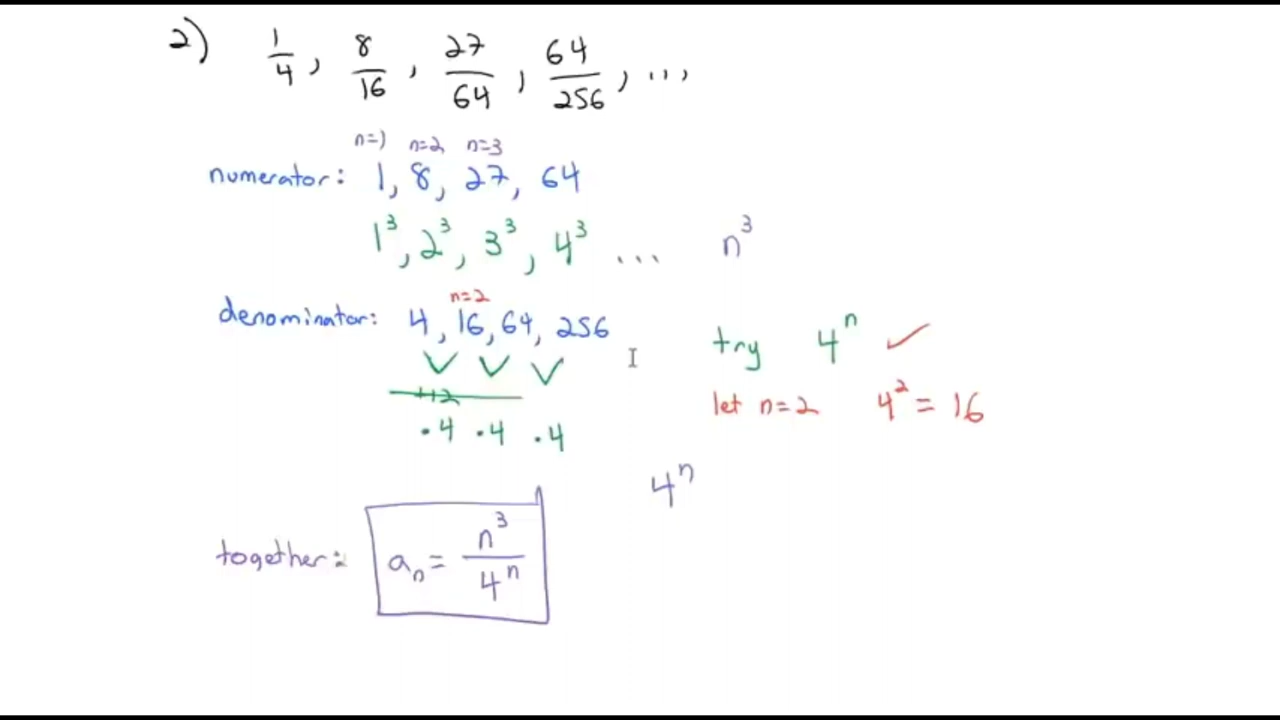 2) 1/4, 8/16, 27/64, 64/256, ...
n=1 n=2 n=3
numerator: 1, 8, 27, 64
1³, 2³, 3³, 4³ ... n³
n=2
denominator: 4, 16, 64, 256 try 4ⁿ ✓
+12 let n=2 4² = 16
·4 ·4 ·4
4ⁿ
together: aₙ = n³/4ⁿ